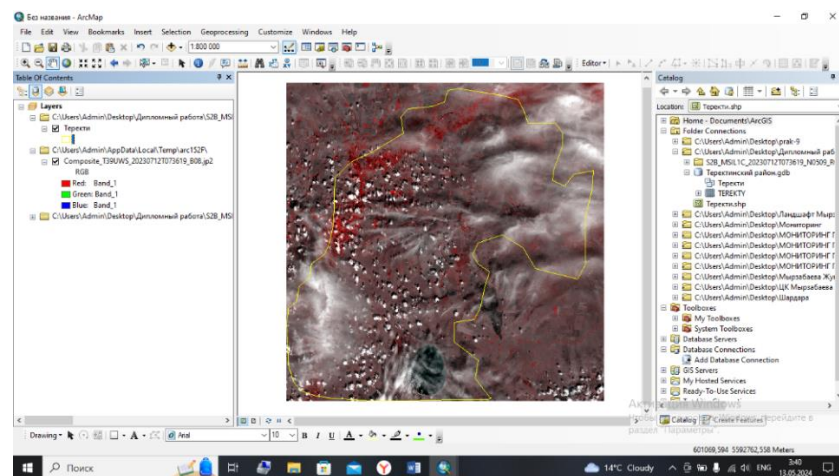 Без названия - ArcMap
File Edit View Bookmarks Insert Selection Geoprocessing Customize Windows Help
1:800 000
Editor
Table Of Contents
Layers
C:\Users\Admin\Desktop\Дипломный работа\S2B_MSI
Теректи
C:\Users\Admin\AppData\Local\Temp\arc152F\
Composite_T39UWS_20230712T073619_B08.jp2
RGB
Red: Band_1
Green: Band_1
Blue: Band_1
C:\Users\Admin\Desktop\Дипломный работа\S2B_MSI
Catalog
Location: Теректи.shp
Home - Documents\ArcGIS
Folder Connections
C:\Users\Admin\Desktop\prak-9
C:\Users\Admin\Desktop\Дипломный раб
S2B_MSIL1C_20230712T073619_N0509_R
Теректинский район.gdb
Теректи
TEREKTY
Теректи.shp
C:\Users\Admin\Desktop\Ландшафт Мыр
C:\Users\Admin\Desktop\Мониторинг
C:\Users\Admin\Desktop\МОНИТОРИНГ Г
C:\Users\Admin\Desktop\МОНИТОРИНГ Г
C:\Users\Admin\Desktop\МОНИТОРИНГ Г
C:\Users\Admin\Desktop\Мырзабаева Жу
C:\Users\Admin\Desktop\ЦК Мырзабаева
C:\Users\Admin\Desktop\Шардара
Toolboxes
My Toolboxes
System Toolboxes
Database Servers
Database Connections
Add Database Connection
GIS Servers
My Hosted Services
Ready-To-Use Services
Windows
Catalog Create Features
перейдите в
раздел "Параметры"
Drawing Arial 10 B I U A
601069,594 5592762,558 Meters
Поиск
14°C Cloudy ENG 3:40
13.05.2024